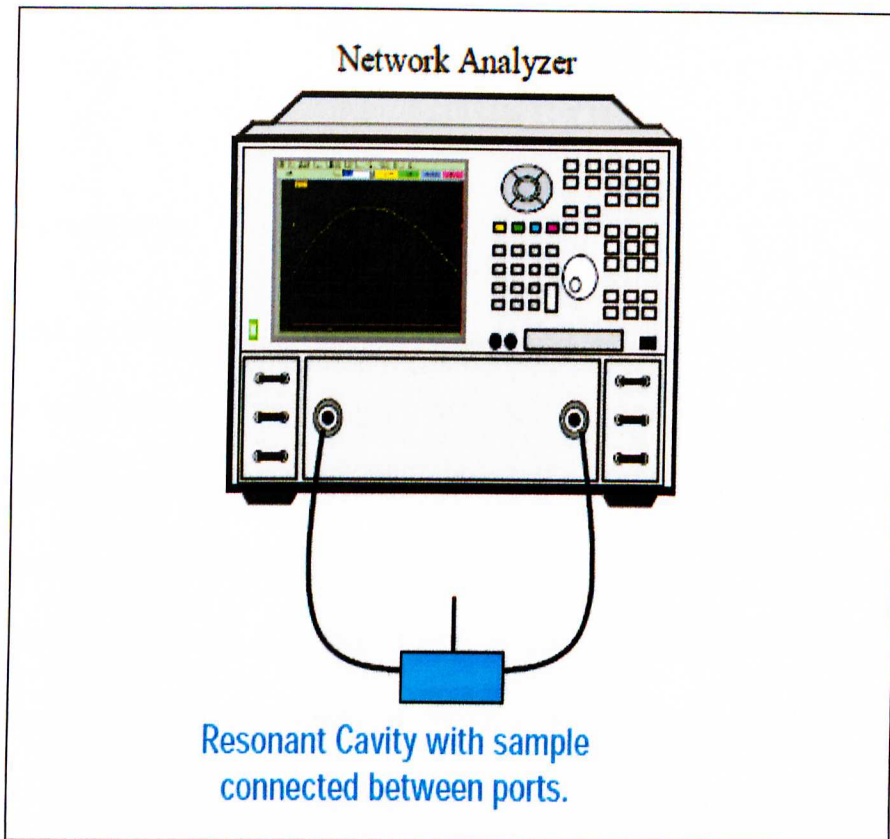 Network Analyzer
Resonant Cavity with sample
connected between ports.